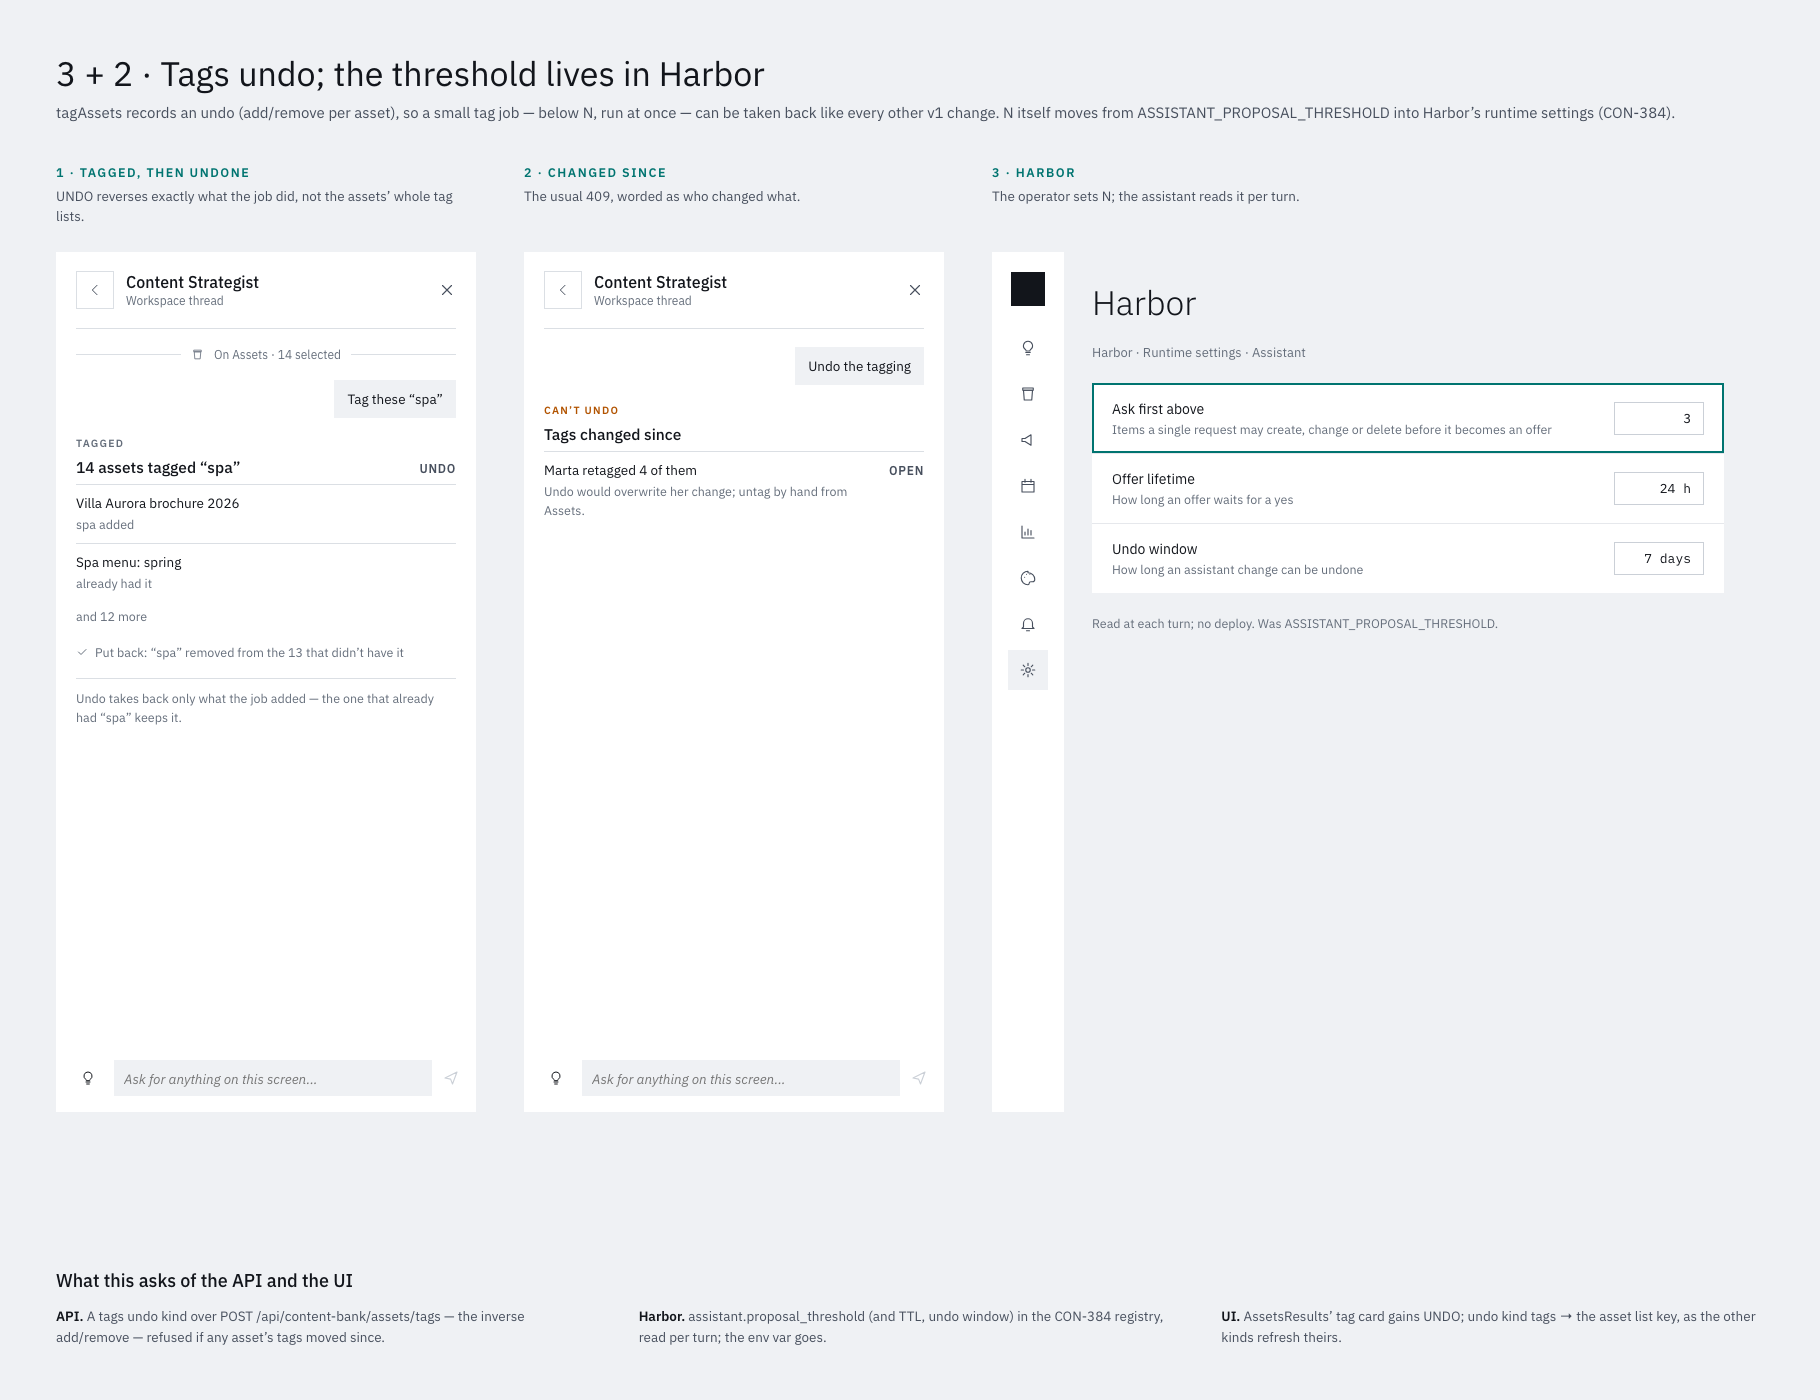 3 + 2 · Tags undo; the threshold lives in Harbor
tagAssets records an undo (add/remove per asset), so a small tag job — below N, run at once — can be taken back like every other v1 change. N itself moves from ASSISTANT_PROPOSAL_THRESHOLD into Harbor’s runtime settings (CON-384).
1 · TAGGED, THEN UNDONE
UNDO reverses exactly what the job did, not the assets’ whole tag
lists.
Content Strategist
Workspace thread
On Assets · 14 selected
Tag these “spa”
TAGGED
14 assets tagged “spa”
UNDO
Villa Aurora brochure 2026
spa added
Spa menu: spring
already had it
and 12 more
Put back: “spa” removed from the 13 that didn’t have it
Undo takes back only what the job added — the one that already
had “spa” keeps it.
Ask for anything on this screen…
2 · CHANGED SINCE
The usual 409, worded as who changed what.
Content Strategist
Workspace thread
Undo the tagging
CAN’T UNDO
Tags changed since
Marta retagged 4 of them
OPEN
Undo would overwrite her change; untag by hand from
Assets.
Ask for anything on this screen…
3 · HARBOR
The operator sets N; the assistant reads it per turn.
Harbor
Harbor · Runtime settings · Assistant
Ask first above
Items a single request may create, change or delete before it becomes an offer
3
Offer lifetime
How long an offer waits for a yes
24 h
Undo window
How long an assistant change can be undone
7 days
Read at each turn; no deploy. Was ASSISTANT_PROPOSAL_THRESHOLD.
What this asks of the API and the UI
API. A tags undo kind over POST /api/content-bank/assets/tags — the inverse
add/remove — refused if any asset’s tags moved since.
Harbor. assistant.proposal_threshold (and TTL, undo window) in the CON-384 registry,
read per turn; the env var goes.
UI. AssetsResults’ tag card gains UNDO; undo kind tags → the asset list key, as the other
kinds refresh theirs.